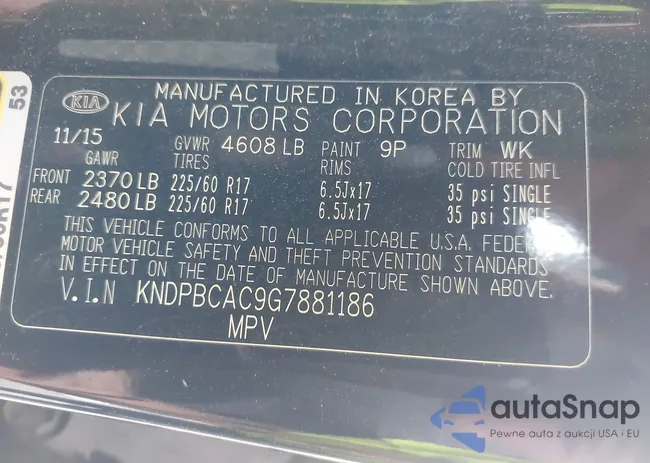 MANUFACTURED IN KOREA BY
KIA KIA MOTORS CORPORATION
11/15 GVWR 4608 LB PAINT 9P TRIM WK
GAWR TIRES RIMS COLD TIRE INFL
FRONT 2370 LB 225/60 R17 6.5Jx17 35 psi SINGLE
REAR 2480 LB 225/60 R17 6.5Jx17 35 psi SINGLE
THIS VEHICLE CONFORMS TO ALL APPLICABLE U.S.A. FEDER
MOTOR VEHICLE SAFETY AND THEFT PREVENTION STANDARDS
IN EFFECT ON THE DATE OF MANUFACTURE SHOWN ABOVE.
V.I.N KNDPBCAC9G7881186
MPV
53
autaSnap
Pewne auta z aukcji USA i EU